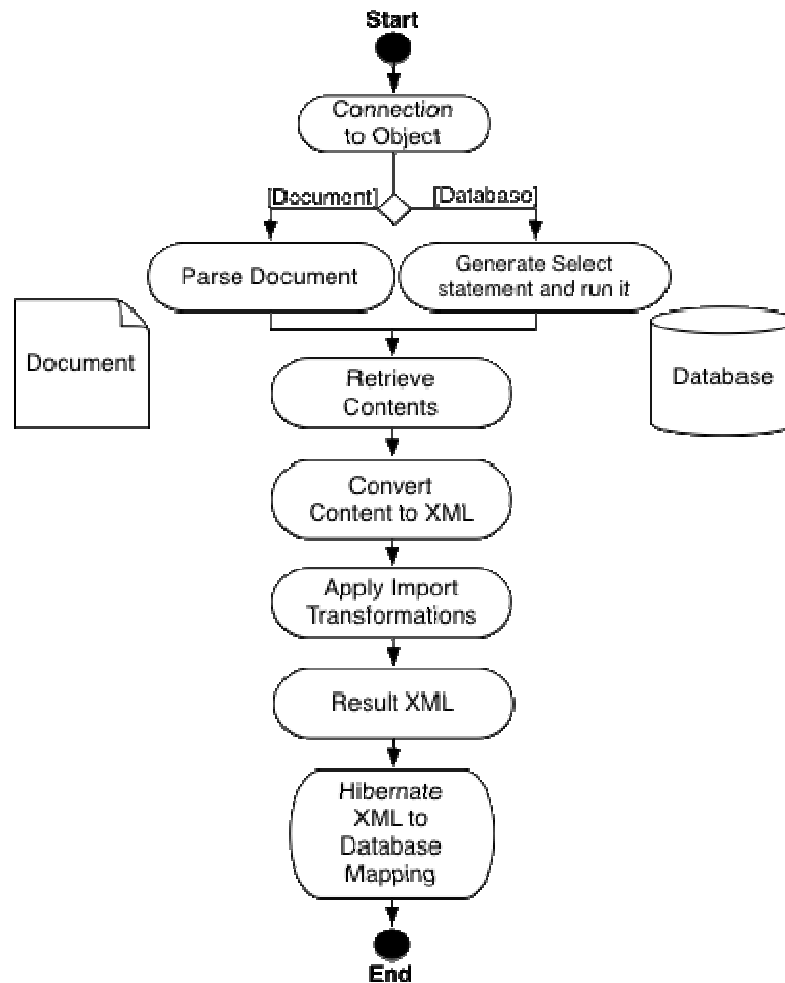 Start
Connection
to Object
[Document]
[Database]
Parse Document
Generate Select
statement and run it
Document
Database
Retrieve
Contents
Convert
Content to XML
Apply Import
Transformations
Result XML
Hibernate
XML to
Database
Mapping
End